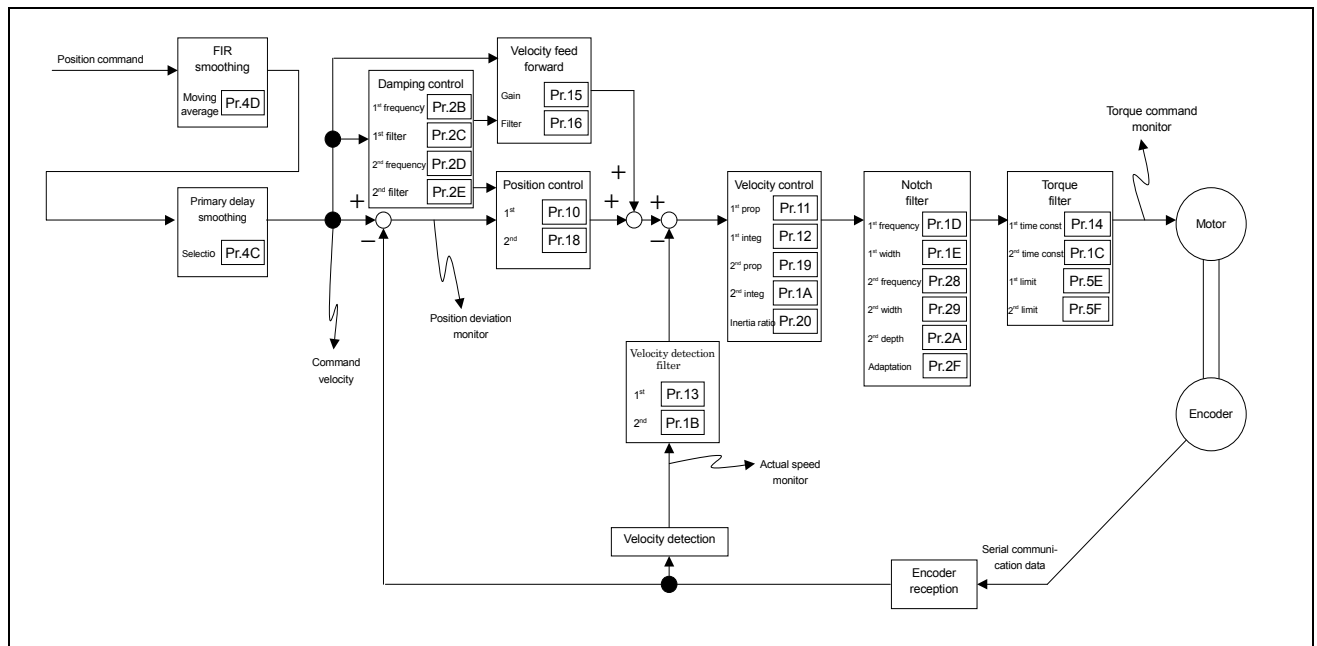 Position command
FIR
smoothing
Moving
average
Pr.4D
Primary delay
smoothing
Selectio
Pr.4C
Damping control
1st frequency
Pr.2B
1st filter
Pr.2C
2nd frequency
Pr.2D
2nd filter
Pr.2E
Velocity feed
forward
Gain
Pr.15
Filter
Pr.16
Position control
1st
Pr.10
2nd
Pr.18
+
−
+
+
+
−
Position deviation
monitor
Command
velocity
Velocity control
1st prop
Pr.11
1st integ
Pr.12
2nd prop
Pr.19
2nd integ
Pr.1A
Inertia ratio
Pr.20
Notch
filter
1st frequency
Pr.1D
1st width
Pr.1E
2nd frequency
Pr.28
2nd width
Pr.29
2nd depth
Pr.2A
Adaptation
Pr.2F
Torque
filter
1st time const
Pr.14
2nd time const
Pr.1C
1st limit
Pr.5E
2nd limit
Pr.5F
Torque command
monitor
Motor
Encoder
Velocity detection
filter
1st
Pr.13
2nd
Pr.1B
Actual speed
monitor
Velocity detection
Serial communi-
cation data
Encoder
reception